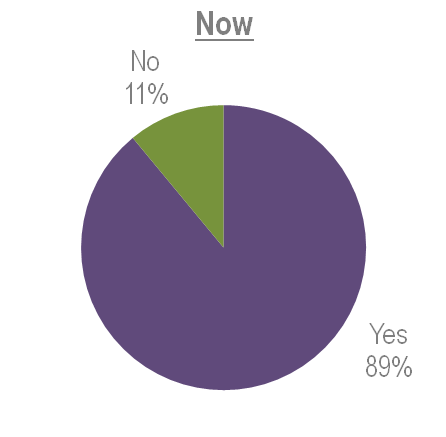 Now
No
11%
Yes
89%